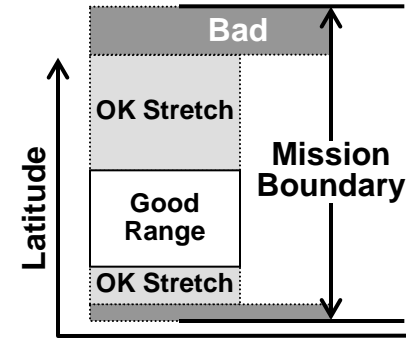 Bad
OK Stretch
Mission
Boundary
Good
Range
OK Stretch
Latitude